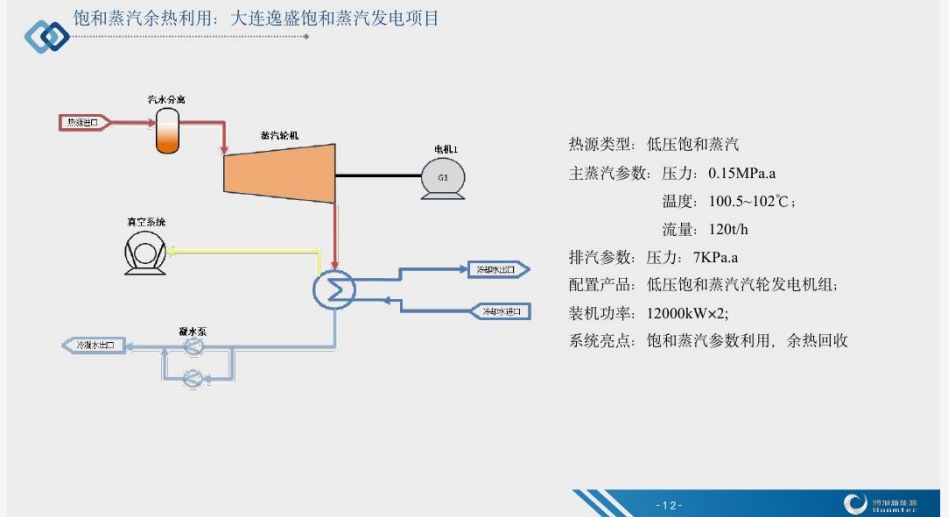 饱和蒸汽余热利用：大连逸盛饱和蒸汽发电项目
汽水分离
热源进口
蒸汽轮机
电机1
G1
真空系统
冷却水出口
冷却水进口
凝水泵
冷凝水出口
热源类型：低压饱和蒸汽
主蒸汽参数：压力：0.15MPa.a
温度：100.5~102℃；
流量：120t/h
排汽参数：压力：7KPa.a
配置产品：低压饱和蒸汽汽轮发电机组；
装机功率：12000kW×2;
系统亮点：饱和蒸汽参数利用，余热回收
-12-
博旭新能源